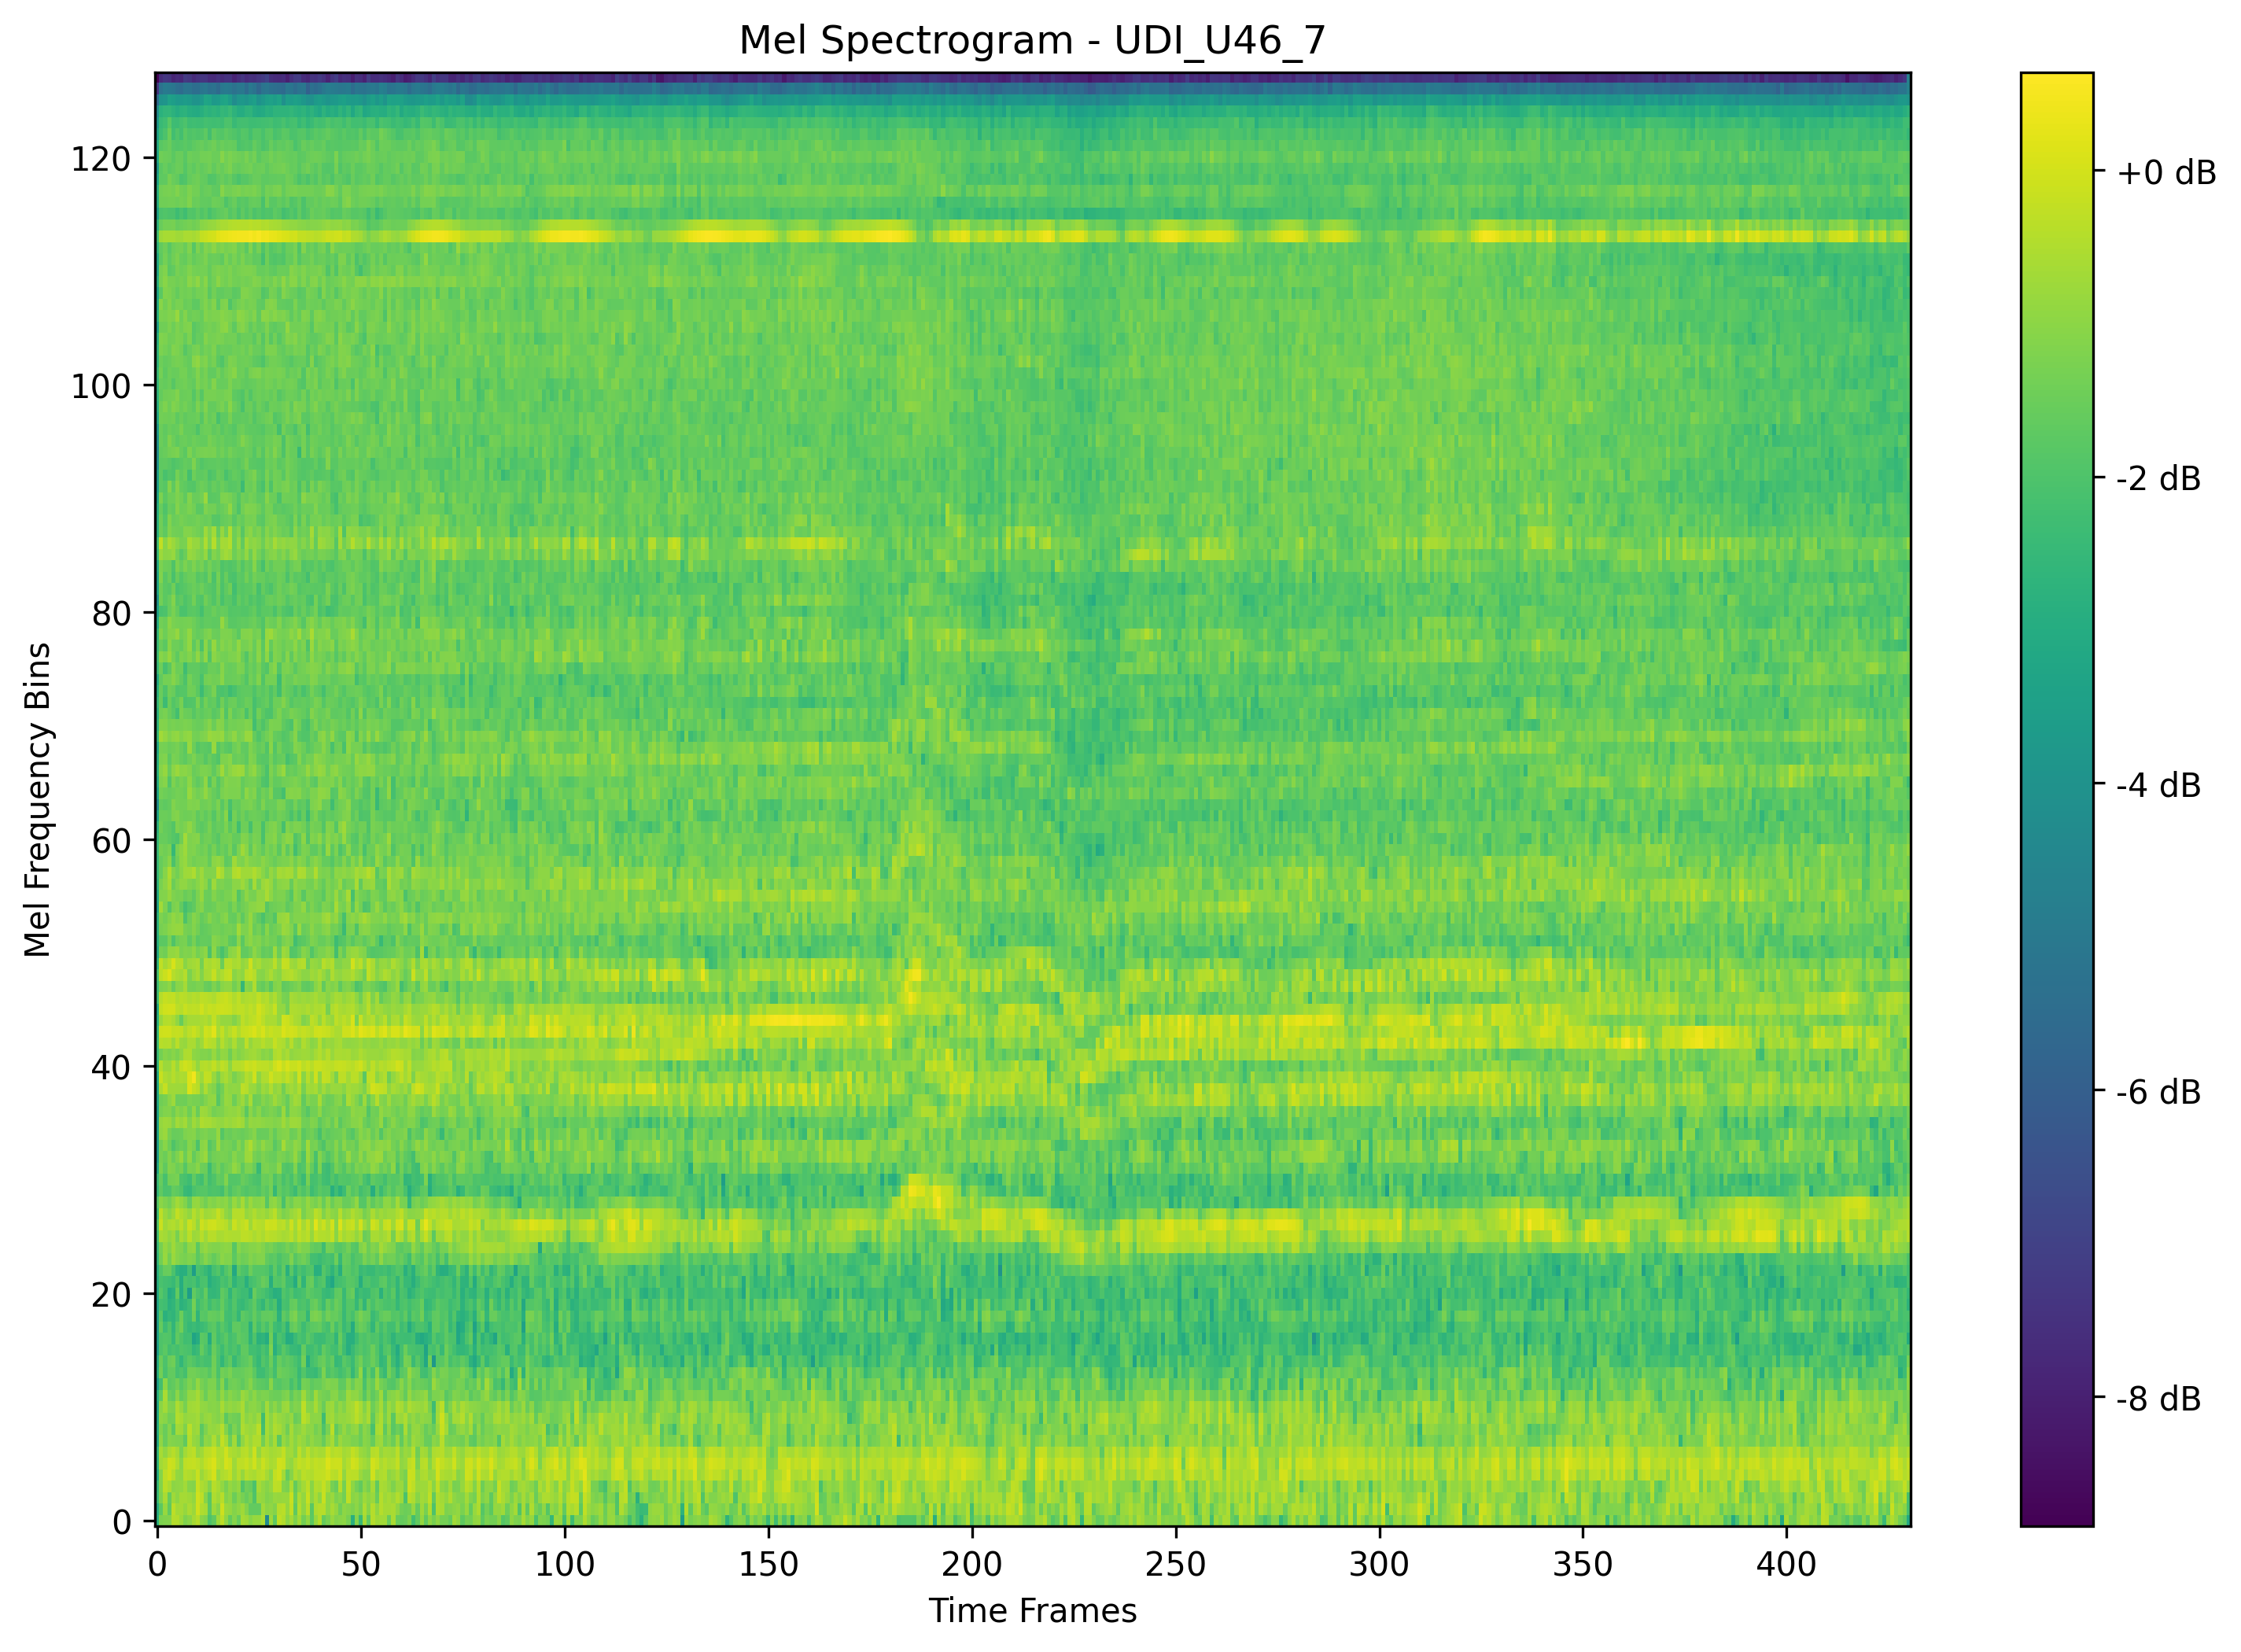 Mel Spectrogram - UDI_U46_7
Mel Frequency Bins
120
100
80
60
40
20
0
0 50 100 150 200 250 300 350 400
Time Frames
+0 dB
-2 dB
-4 dB
-6 dB
-8 dB